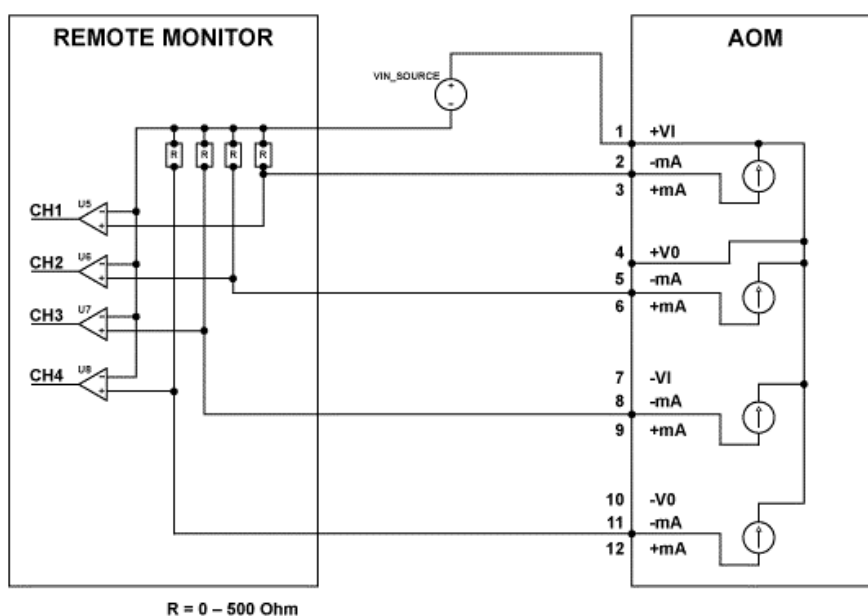 REMOTE MONITOR
AOM
VIN_SOURCE
+
−
R R R R
CH1 U5 − +
CH2 U6 − +
CH3 U7 − +
CH4 U8 − +
1 +VI
2 -mA
3 +mA
4 +V0
5 -mA
6 +mA
7 -VI
8 -mA
9 +mA
10 -V0
11 -mA
12 +mA
R = 0 – 500 Ohm